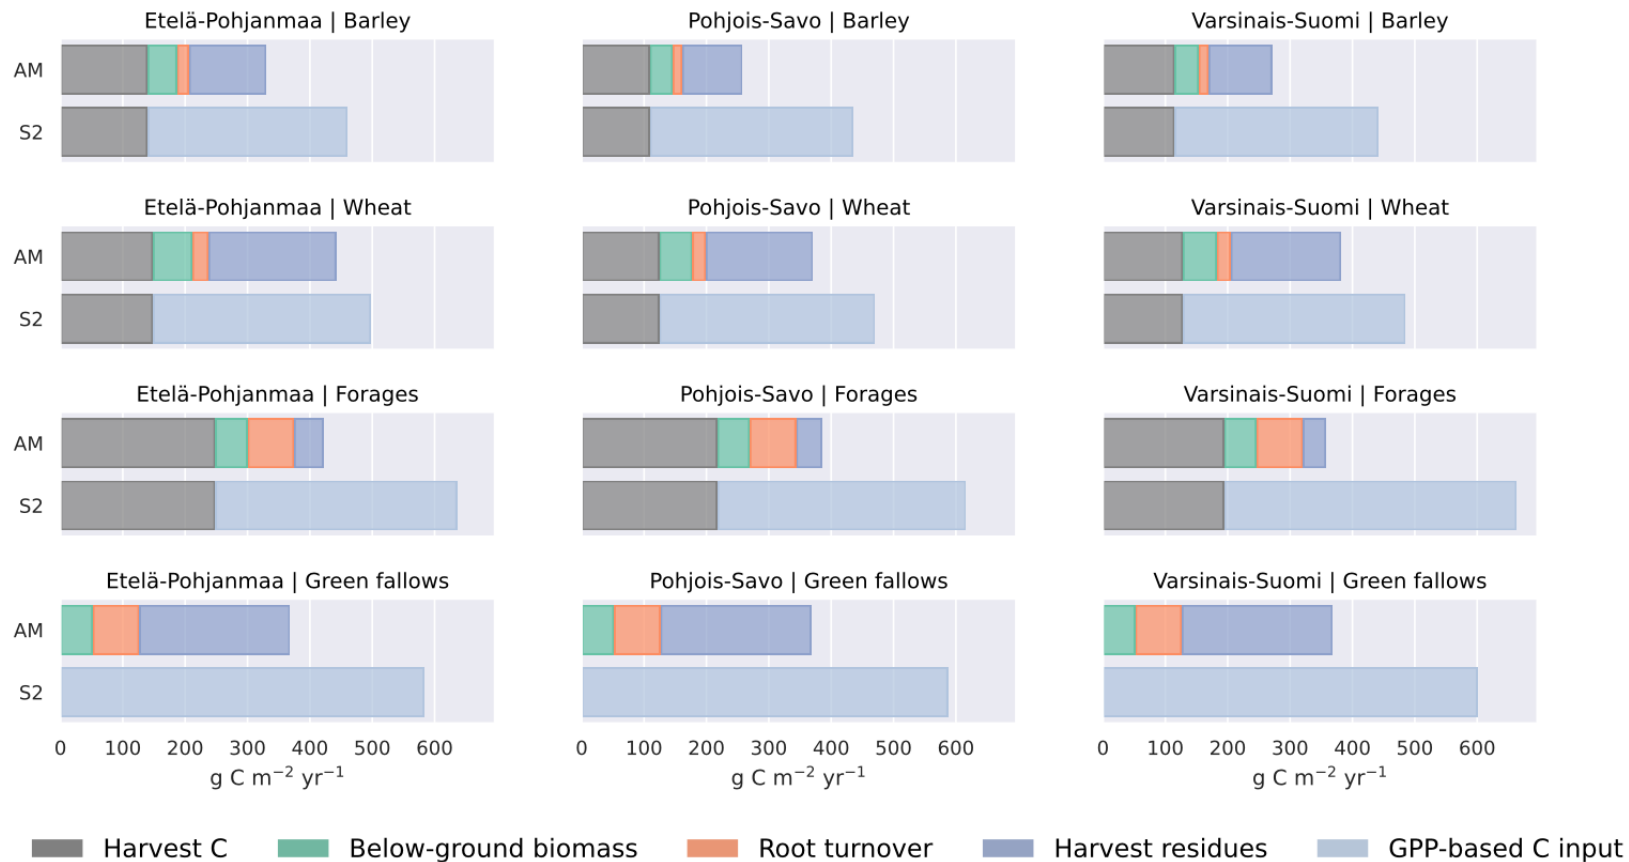 Etelä-Pohjanmaa | Barley
Pohjois-Savo | Barley
Varsinais-Suomi | Barley
AM
S2
Etelä-Pohjanmaa | Wheat
Pohjois-Savo | Wheat
Varsinais-Suomi | Wheat
AM
S2
Etelä-Pohjanmaa | Forages
Pohjois-Savo | Forages
Varsinais-Suomi | Forages
AM
S2
Etelä-Pohjanmaa | Green fallows
Pohjois-Savo | Green fallows
Varsinais-Suomi | Green fallows
AM
S2
0 100 200 300 400 500 600
0 100 200 300 400 500 600
0 100 200 300 400 500 600
g C m⁻² yr⁻¹
g C m⁻² yr⁻¹
g C m⁻² yr⁻¹
Harvest C
Below-ground biomass
Root turnover
Harvest residues
GPP-based C input